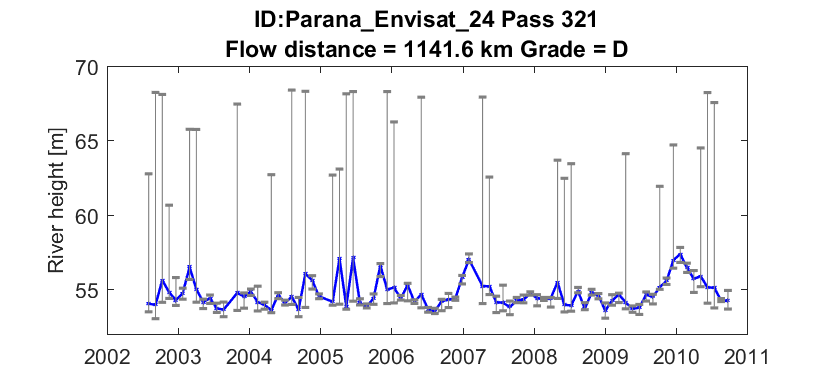 ID:Parana_Envisat_24 Pass 321
Flow distance = 1141.6 km Grade = D
River height [m]
70
65
60
55
2002 2003 2004 2005 2006 2007 2008 2009 2010 2011